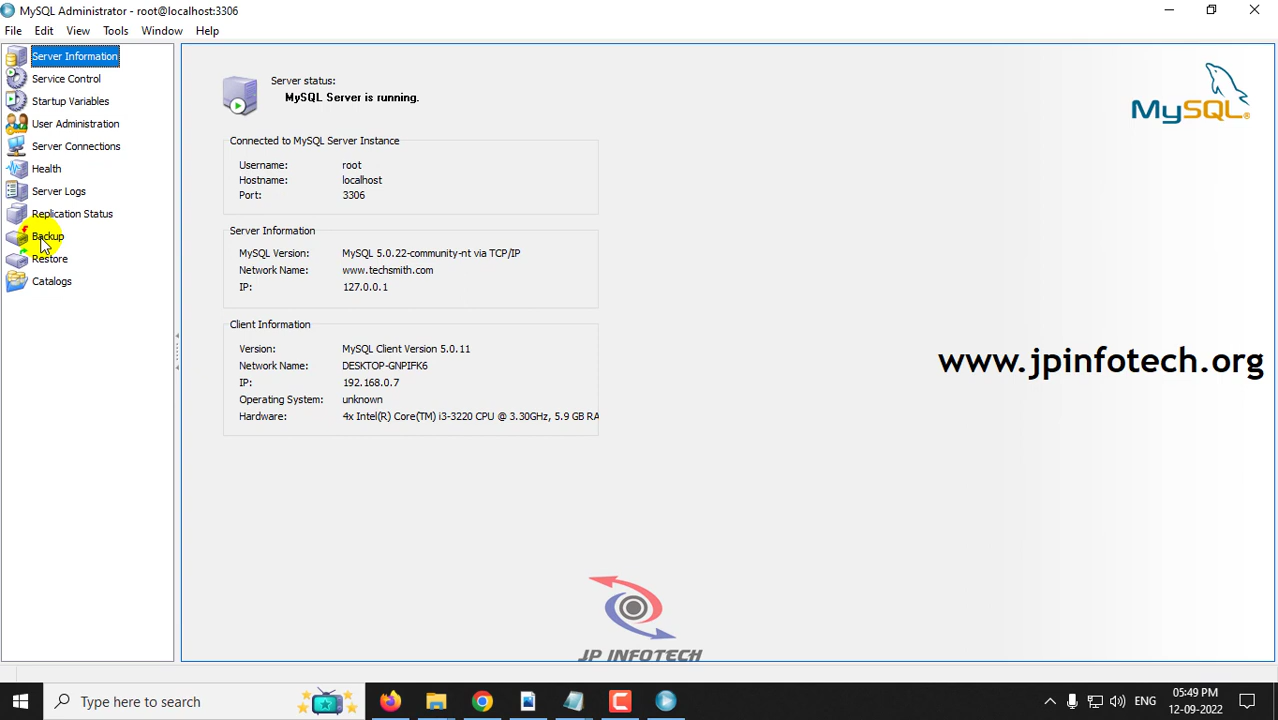 MySQL Administrator - root@localhost:3306
File Edit View Tools Window Help
Server Information
Service Control
Startup Variables
User Administration
Server Connections
Health
Server Logs
Replication Status
Backup
Restore
Catalogs
Server status:
MySQL Server is running.
MySQL®
Connected to MySQL Server Instance
Username: root
Hostname: localhost
Port: 3306
Server Information
MySQL Version: MySQL 5.0.22-community-nt via TCP/IP
Network Name: www.techsmith.com
IP: 127.0.0.1
Client Information
Version: MySQL Client Version 5.0.11
Network Name: DESKTOP-GNPIFK6
IP: 192.168.0.7
Operating System: unknown
Hardware: 4x Intel(R) Core(TM) i3-3220 CPU @ 3.30GHz, 5.9 GB RA
www.jpinfotech.org
JP INFOTECH
Type here to search
ENG
05:49 PM
12-09-2022